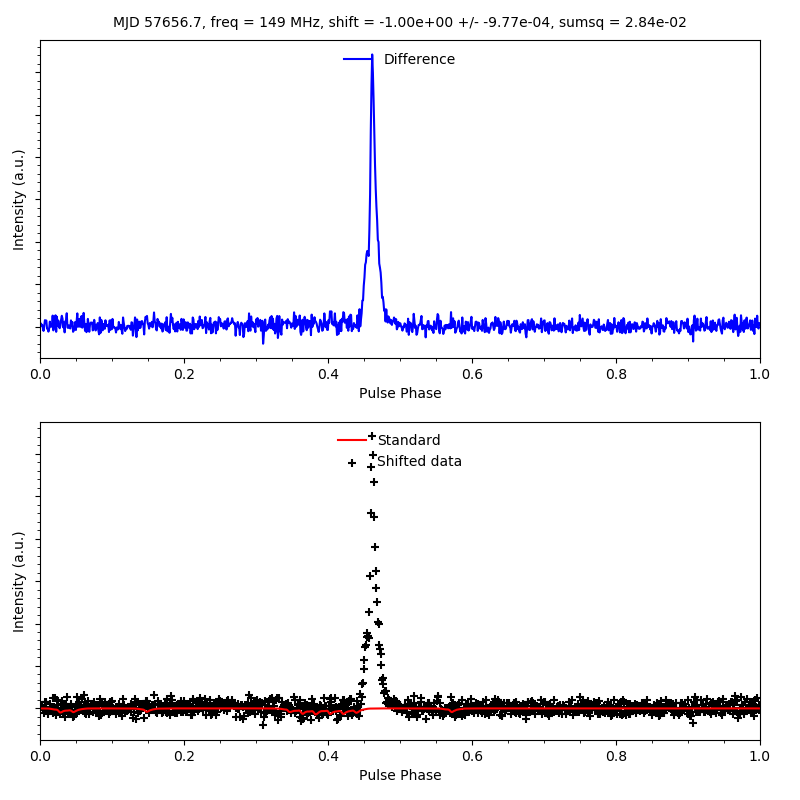 MJD 57656.7, freq = 149 MHz, shift = -1.00e+00 +/- -9.77e-04, sumsq = 2.84e-02
Difference
Intensity (a.u.)
0.0 0.2 0.4 0.6 0.8 1.0
Pulse Phase
Standard
Shifted data
Intensity (a.u.)
0.0 0.2 0.4 0.6 0.8 1.0
Pulse Phase